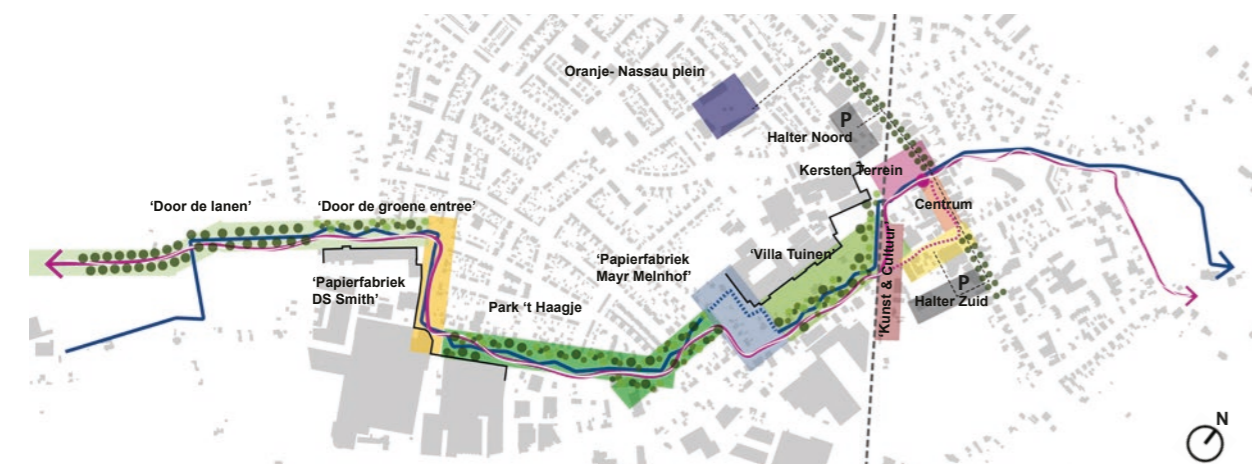 Oranje- Nassau plein
P
Halter Noord
Kersten Terrein
‘Door de lanen’
‘Door de groene entree’
Centrum
‘Villa Tuinen’
‘Papierfabriek
Mayr Melnhof’
‘Kunst & Cultuur’
‘Papierfabriek
DS Smith’
P
Halter Zuid
Park ‘t Haagje
N